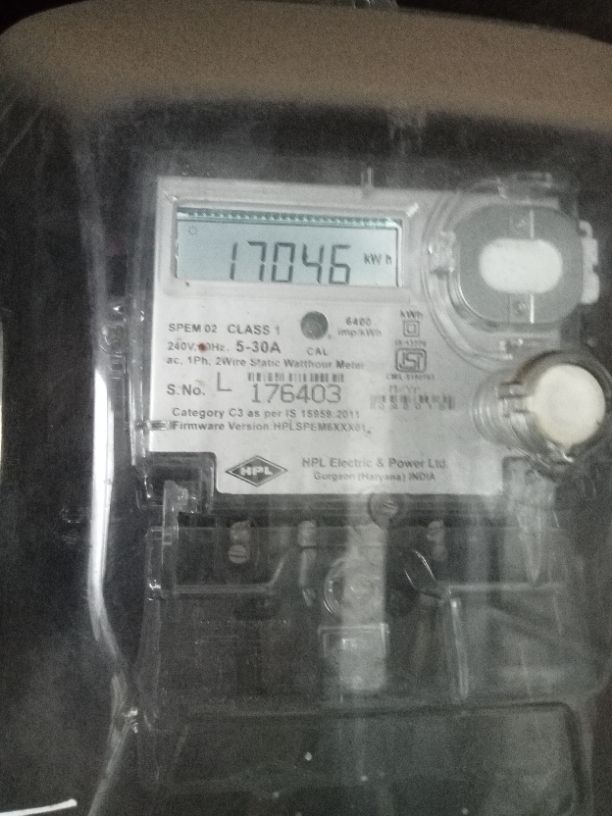 17046 kWh
SPEM 02 CLASS 1
6400 imp/kWh
kWh
240V, 5-30A
CAL
ac, 1Ph, 2Wire Static Watthour Meter
S.No. L 176403
Category C3 as per IS 15959:2011
Firmware Version:HPLSPEM6XXX01
HPL
HPL Electric & Power Ltd
Gurgaon (Haryana) INDIA